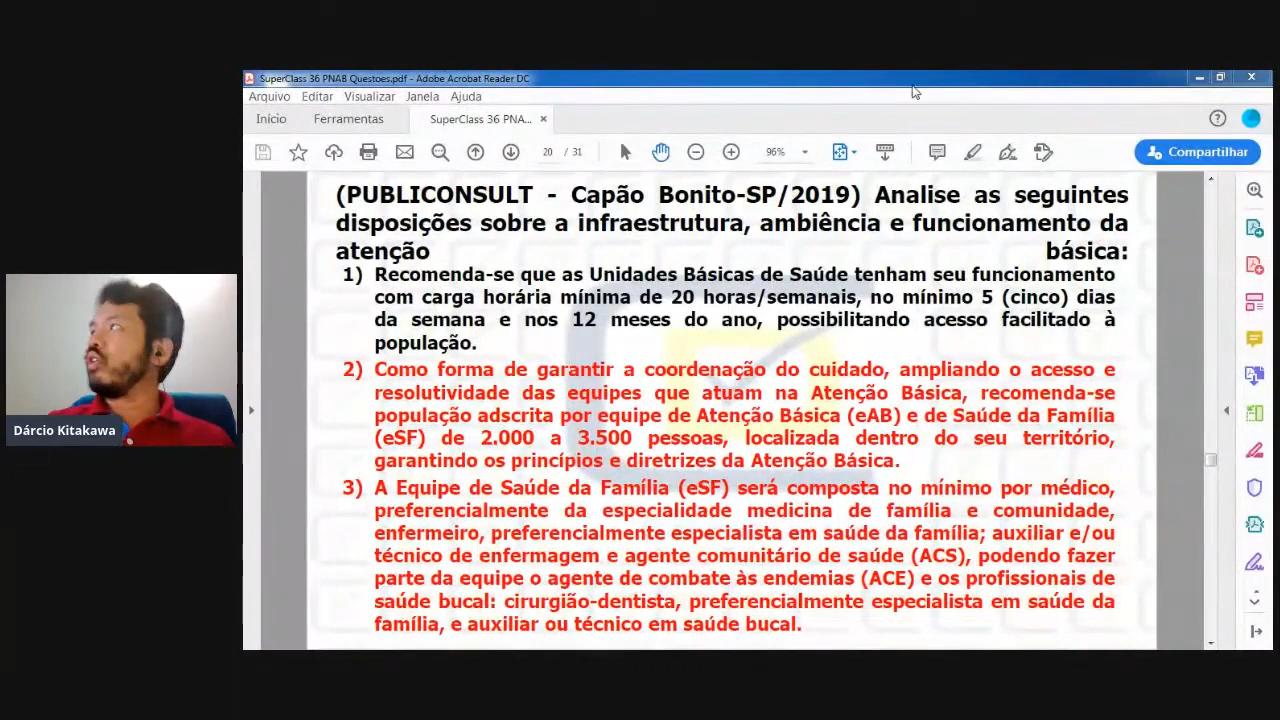 SuperClass 36 PNAB Questoes.pdf - Adobe Acrobat Reader DC
Arquivo Editar Visualizar Janela Ajuda
Início Ferramentas SuperClass 36 PNA... ×
20 / 31 96% Compartilhar
(PUBLICONSULT - Capão Bonito-SP/2019) Analise as seguintes
disposições sobre a infraestrutura, ambiência e funcionamento da
atenção básica:
1) Recomenda-se que as Unidades Básicas de Saúde tenham seu funcionamento
com carga horária mínima de 20 horas/semanais, no mínimo 5 (cinco) dias
da semana e nos 12 meses do ano, possibilitando acesso facilitado à
população.
2) Como forma de garantir a coordenação do cuidado, ampliando o acesso e
resolutividade das equipes que atuam na Atenção Básica, recomenda-se
população adscrita por equipe de Atenção Básica (eAB) e de Saúde da Família
(eSF) de 2.000 a 3.500 pessoas, localizada dentro do seu território,
garantindo os princípios e diretrizes da Atenção Básica.
3) A Equipe de Saúde da Família (eSF) será composta no mínimo por médico,
preferencialmente da especialidade medicina de família e comunidade,
enfermeiro, preferencialmente especialista em saúde da família; auxiliar e/ou
técnico de enfermagem e agente comunitário de saúde (ACS), podendo fazer
parte da equipe o agente de combate às endemias (ACE) e os profissionais de
saúde bucal: cirurgião-dentista, preferencialmente especialista em saúde da
família, e auxiliar ou técnico em saúde bucal.
Dárcio Kitakawa